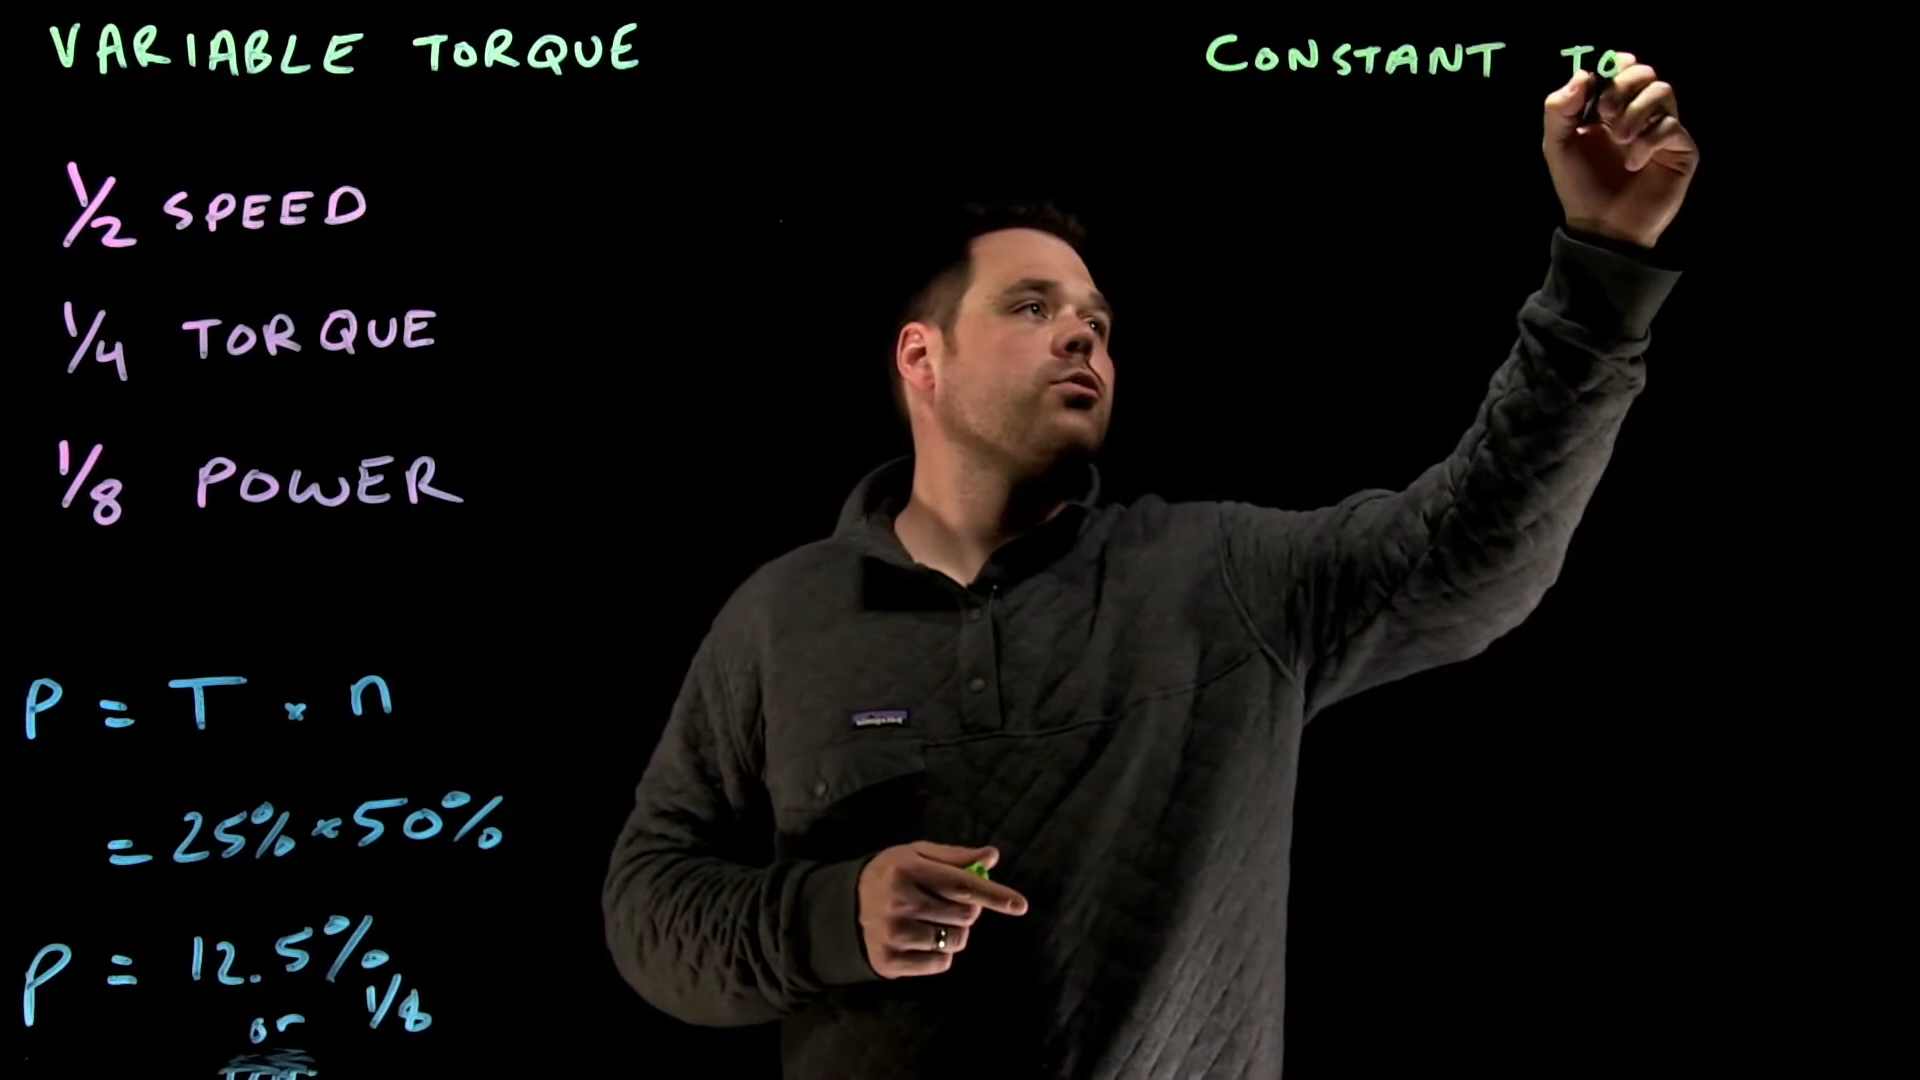 VARIABLE TORQUE
CONSTANT TO
1/2 SPEED
1/4 TORQUE
1/8 POWER
P = T × n
= 25% × 50%
P = 12.5%
or 1/8